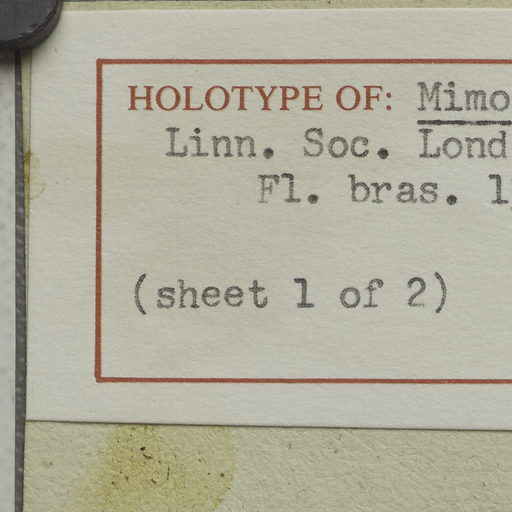 HOLOTYPE OF: Mimo
Linn. Soc. Lond
Fl. bras. 1
(sheet 1 of 2)